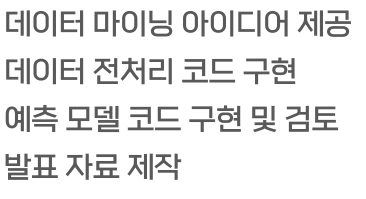 데이터 마이닝 아이디어 제공
데이터 전처리 코드 구현
예측 모델 코드 구현 및 검토
발표 자료 제작